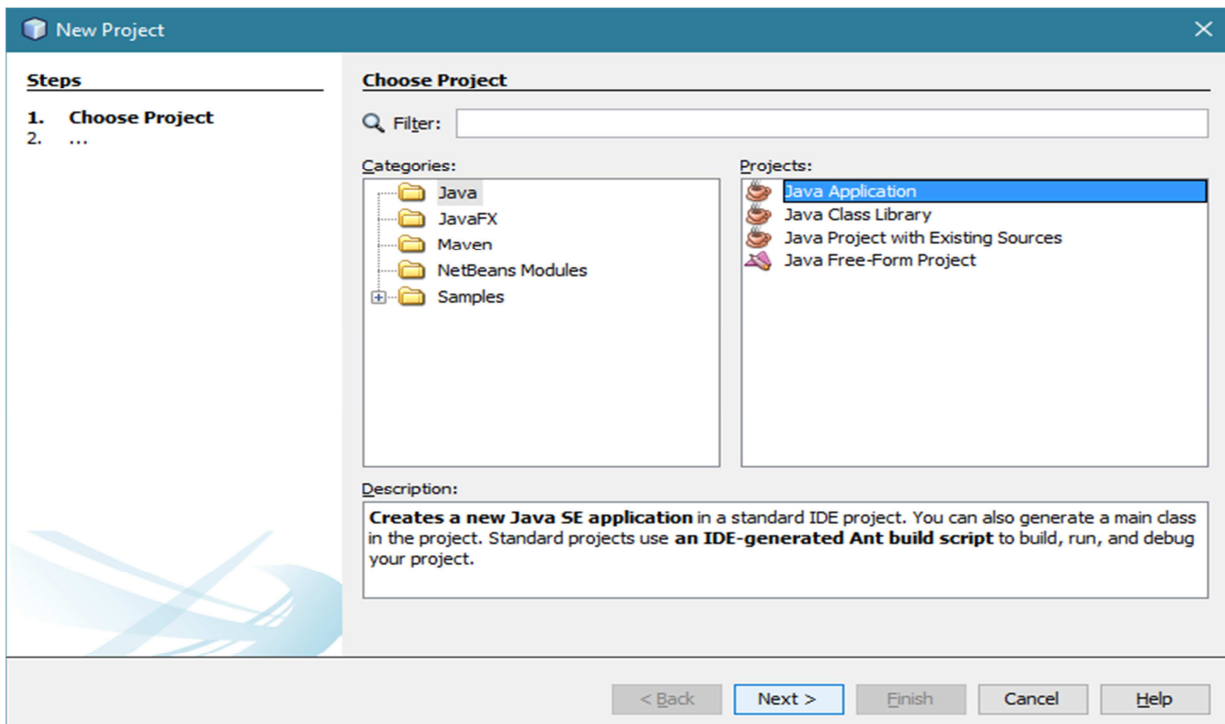 New Project
Steps
1. Choose Project
2. ...
Choose Project
Filter:
Categories:
Java
JavaFX
Maven
NetBeans Modules
Samples
Projects:
Java Application
Java Class Library
Java Project with Existing Sources
Java Free-Form Project
Description:
Creates a new Java SE application in a standard IDE project. You can also generate a main class
in the project. Standard projects use an IDE-generated Ant build script to build, run, and debug
your project.
< Back
Next >
Finish
Cancel
Help